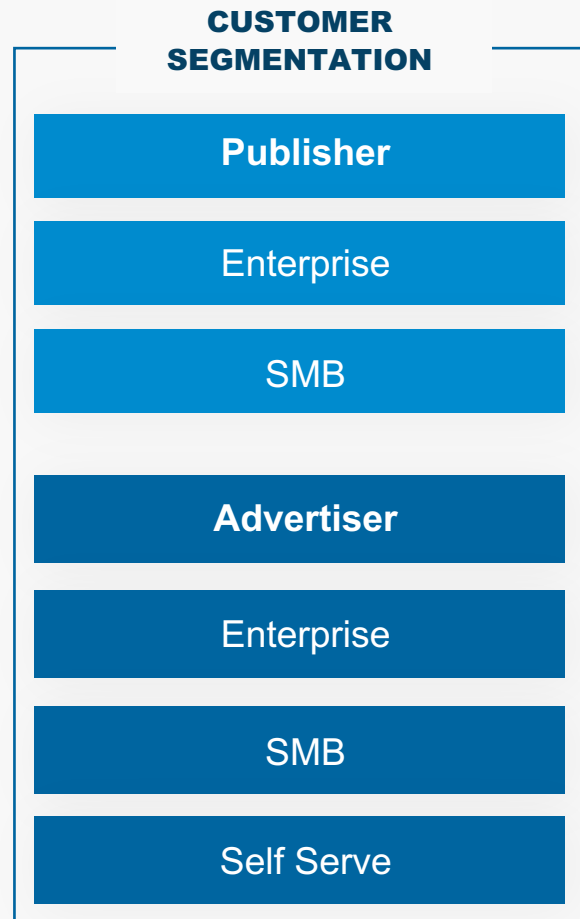 CUSTOMER
SEGMENTATION
Publisher
Enterprise
SMB
Advertiser
Enterprise
SMB
Self Serve